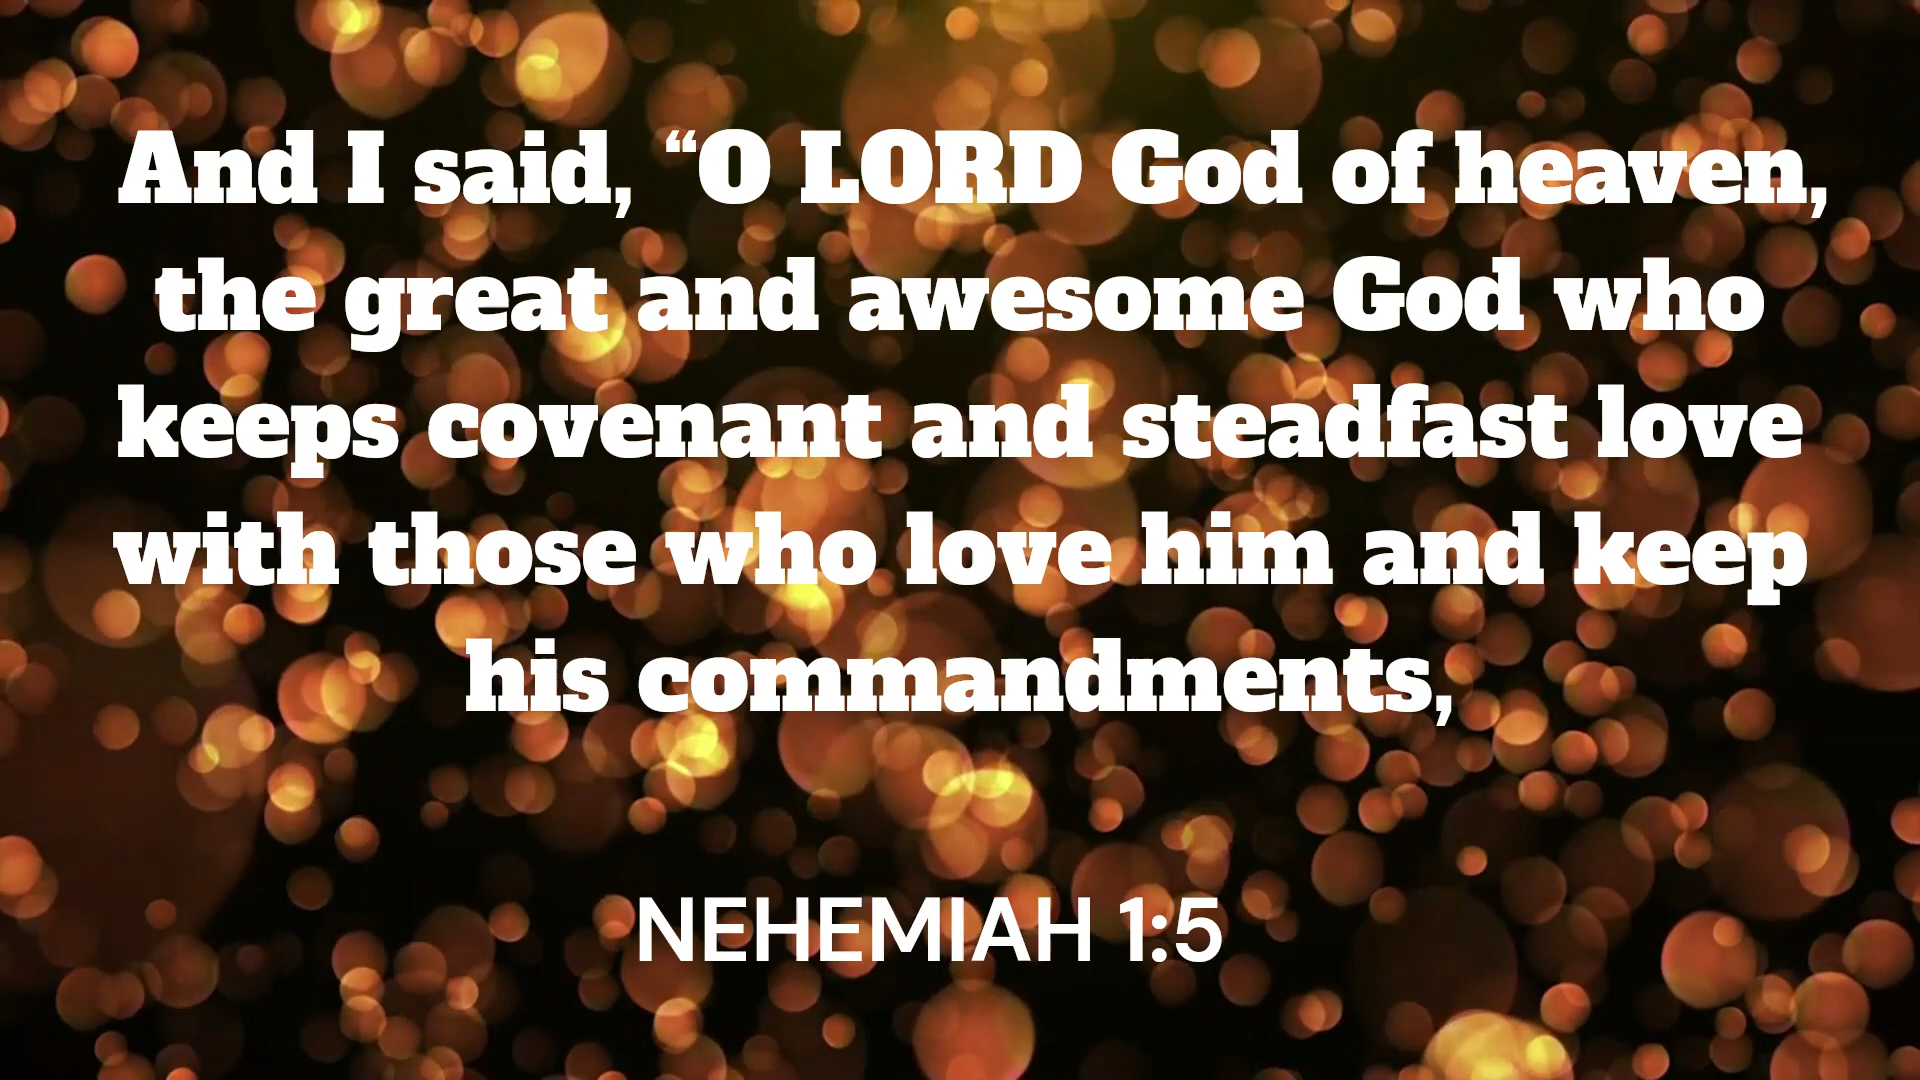 And I said, “O LORD God of heaven,
the great and awesome God who
keeps covenant and steadfast love
with those who love him and keep
his commandments,
NEHEMIAH 1:5